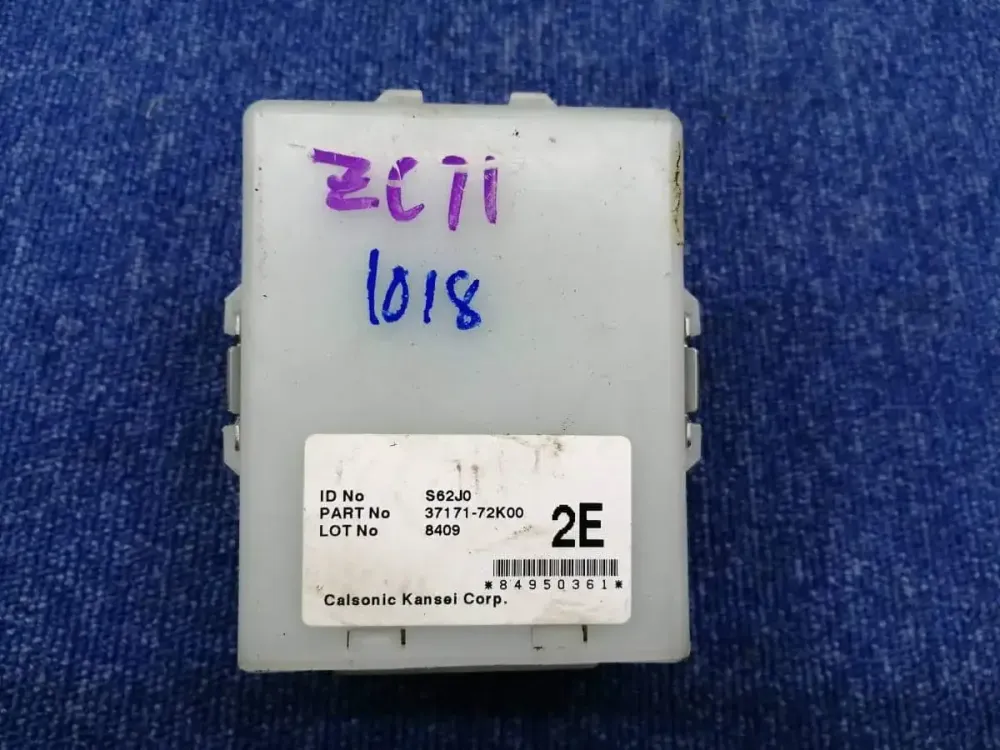 ZC71
1018
ID No S62J0
PART No 37171-72K00
LOT No 8409
2E
*84950361*
Calsonic Kansei Corp.